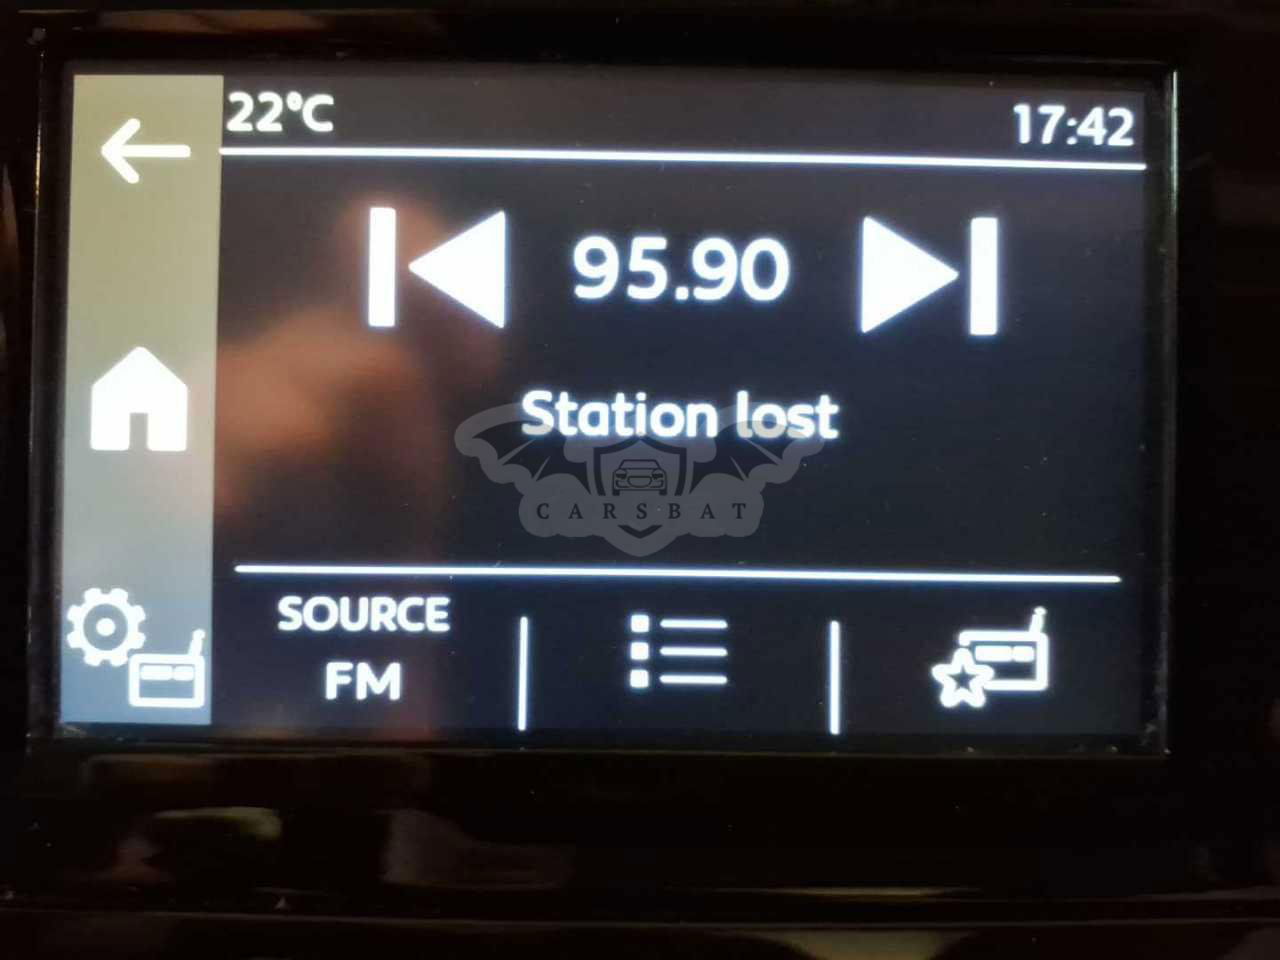 22°C
17:42
95.90
Station lost
CARSBAT
SOURCE
FM